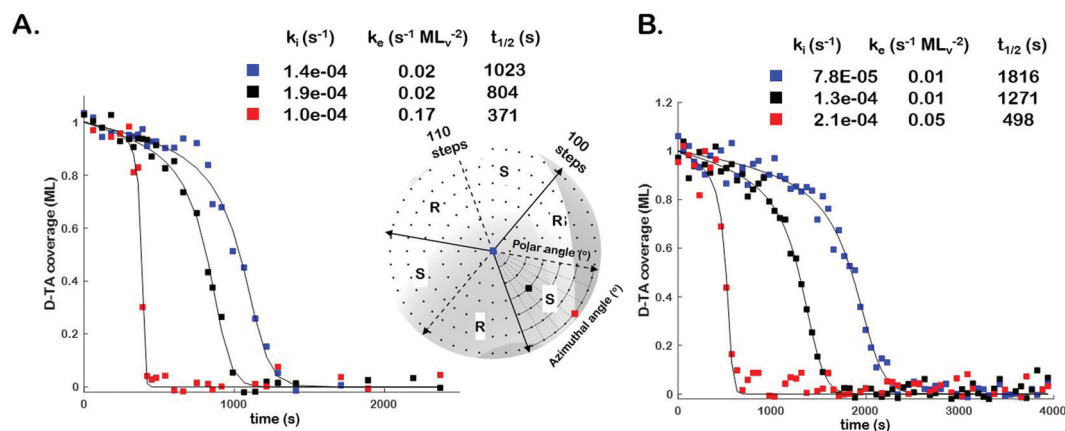 A.
kᵢ (s⁻¹) kₑ (s⁻¹ MLᵥ⁻²) t₁/₂ (s)
1.4e-04 0.02 1023
1.9e-04 0.02 804
1.0e-04 0.17 371
D-TA coverage (ML)
1
0.8
0.6
0.4
0.2
0
0 1000 2000
time (s)
110 steps
100 steps
S
R
R
S
S
R
Polar angle (°)
Azimuthal angle (°)
B.
kᵢ (s⁻¹) kₑ (s⁻¹ MLᵥ⁻²) t₁/₂ (s)
7.8E-05 0.01 1816
1.3e-04 0.01 1271
2.1e-04 0.05 498
D-TA coverage (ML)
1.2
1
0.8
0.6
0.4
0.2
0
0 1000 2000 3000 4000
time (s)